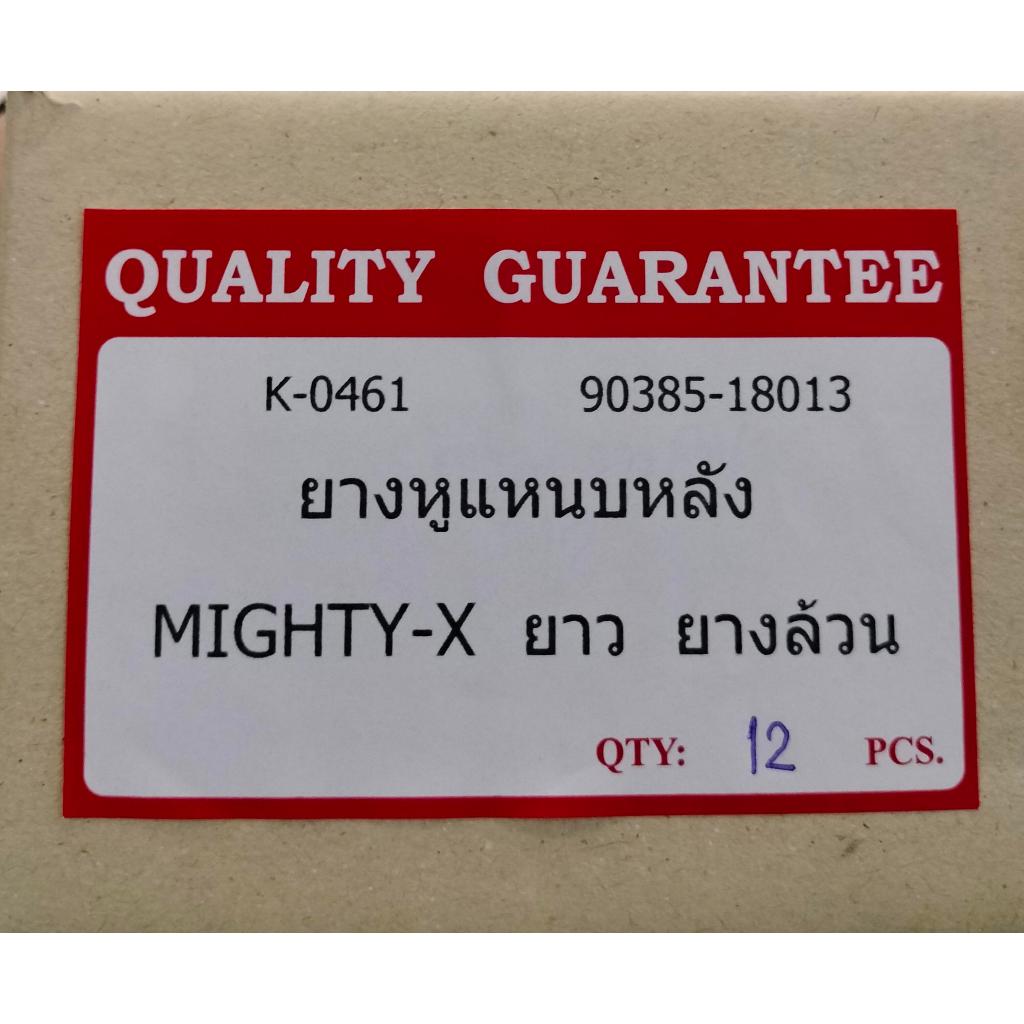 QUALITY GUARANTEE
K-0461 90385-18013
ยางหูแหนบหลัง
MIGHTY-X ยาว ยางล้วน
QTY: 12 PCS.